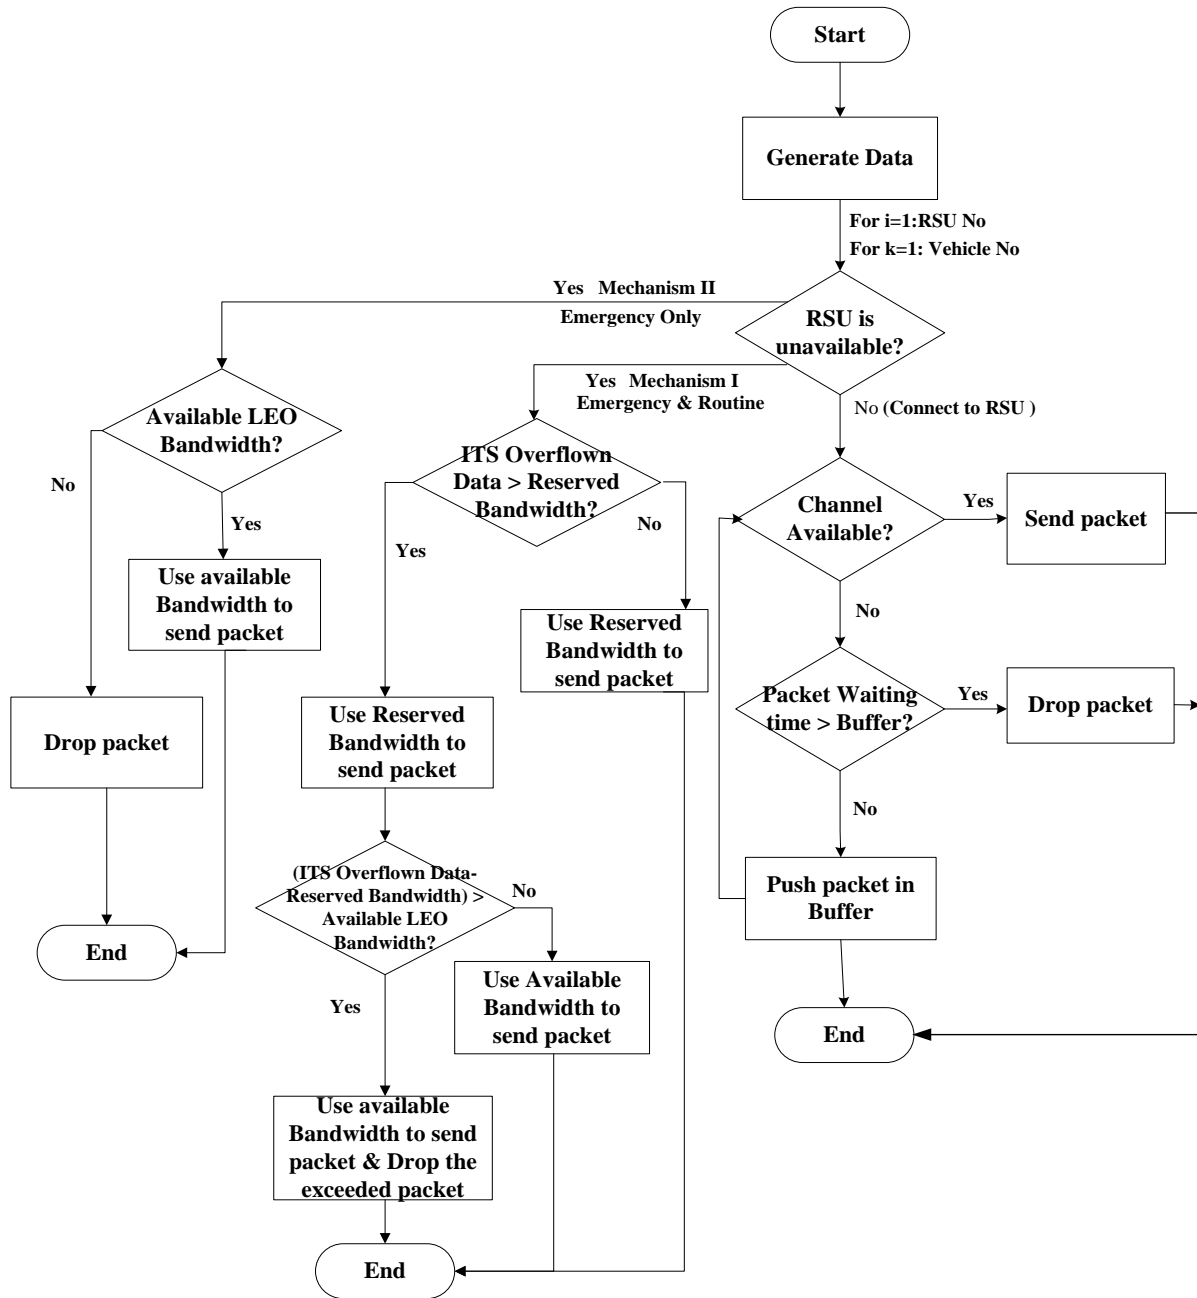 Start
Generate Data
For i=1:RSU No
For k=1: Vehicle No
Yes   Mechanism II
Emergency Only
RSU is
unavailable?
Yes   Mechanism I
Emergency & Routine
No (Connect to RSU )
Available LEO
Bandwidth?
No
Yes
Use available
Bandwidth to
send packet
Drop packet
End
ITS Overflown
Data > Reserved
Bandwidth?
No
Yes
Use Reserved
Bandwidth to
send packet
Use Reserved
Bandwidth to
send packet
(ITS Overflown Data-
Reserved Bandwidth) >
Available LEO
Bandwidth?
No
Yes
Use Available
Bandwidth to
send packet
Use available
Bandwidth to send
packet & Drop the
exceeded packet
End
Channel
Available?
Yes
Send packet
No
Packet Waiting
time > Buffer?
Yes
Drop packet
No
Push packet in
Buffer
End